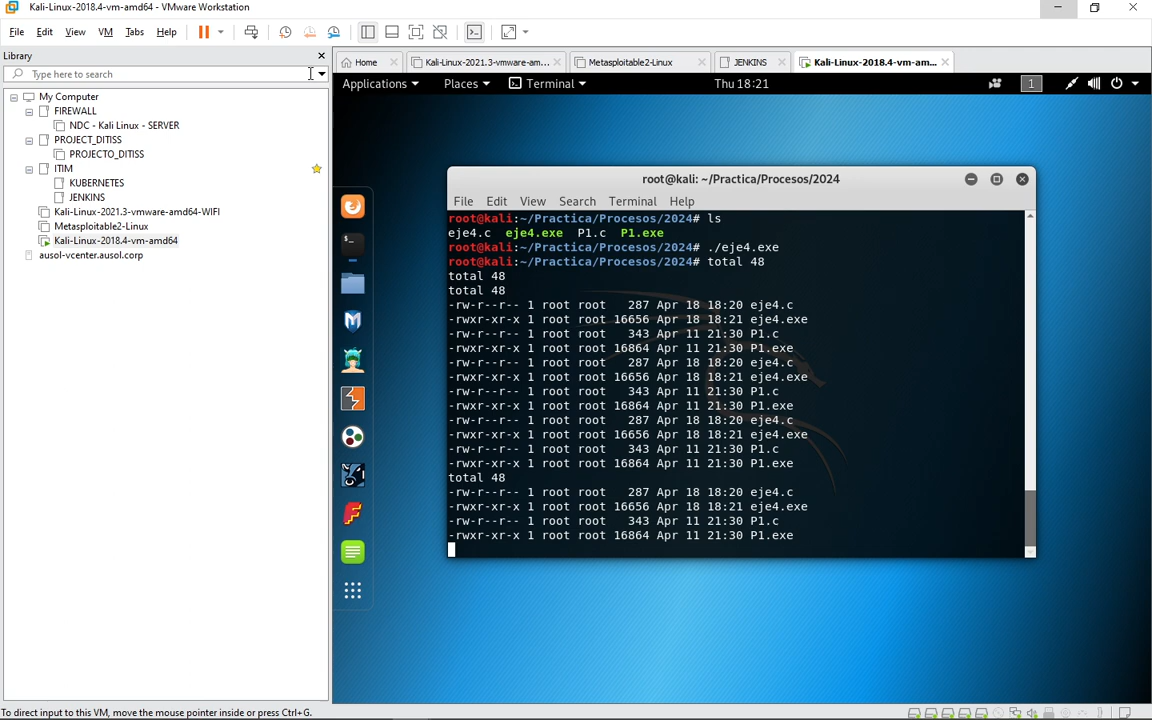 Kali-Linux-2018.4-vm-amd64 - VMware Workstation
File Edit View VM Tabs Help
Library
Type here to search
My Computer
FIREWALL
NDC - Kali Linux - SERVER
PROJECT_DITISS
PROJECTO_DITISS
ITIM
KUBERNETES
JENKINS
Kali-Linux-2021.3-vmware-amd64-WIFI
Metasploitable2-Linux
Kali-Linux-2018.4-vm-amd64
ausol-vcenter.ausol.corp
Home Kali-Linux-2021.3-vmware-am... Metasploitable2-Linux JENKINS Kali-Linux-2018.4-vm-am...
Applications Places Terminal Thu 18:21 1
root@kali: ~/Practica/Procesos/2024
File Edit View Search Terminal Help
root@kali:~/Practica/Procesos/2024# ls
eje4.c eje4.exe P1.c P1.exe
root@kali:~/Practica/Procesos/2024# ./eje4.exe
root@kali:~/Practica/Procesos/2024# total 48
total 48
total 48
-rw-r--r-- 1 root root 287 Apr 18 18:20 eje4.c
-rwxr-xr-x 1 root root 16656 Apr 18 18:21 eje4.exe
-rw-r--r-- 1 root root 343 Apr 11 21:30 P1.c
-rwxr-xr-x 1 root root 16864 Apr 11 21:30 P1.exe
-rw-r--r-- 1 root root 287 Apr 18 18:20 eje4.c
-rwxr-xr-x 1 root root 16656 Apr 18 18:21 eje4.exe
-rw-r--r-- 1 root root 343 Apr 11 21:30 P1.c
-rwxr-xr-x 1 root root 16864 Apr 11 21:30 P1.exe
-rw-r--r-- 1 root root 287 Apr 18 18:20 eje4.c
-rwxr-xr-x 1 root root 16656 Apr 18 18:21 eje4.exe
-rw-r--r-- 1 root root 343 Apr 11 21:30 P1.c
-rwxr-xr-x 1 root root 16864 Apr 11 21:30 P1.exe
total 48
-rw-r--r-- 1 root root 287 Apr 18 18:20 eje4.c
-rwxr-xr-x 1 root root 16656 Apr 18 18:21 eje4.exe
-rw-r--r-- 1 root root 343 Apr 11 21:30 P1.c
-rwxr-xr-x 1 root root 16864 Apr 11 21:30 P1.exe
To direct input to this VM, move the mouse pointer inside or press Ctrl+G.